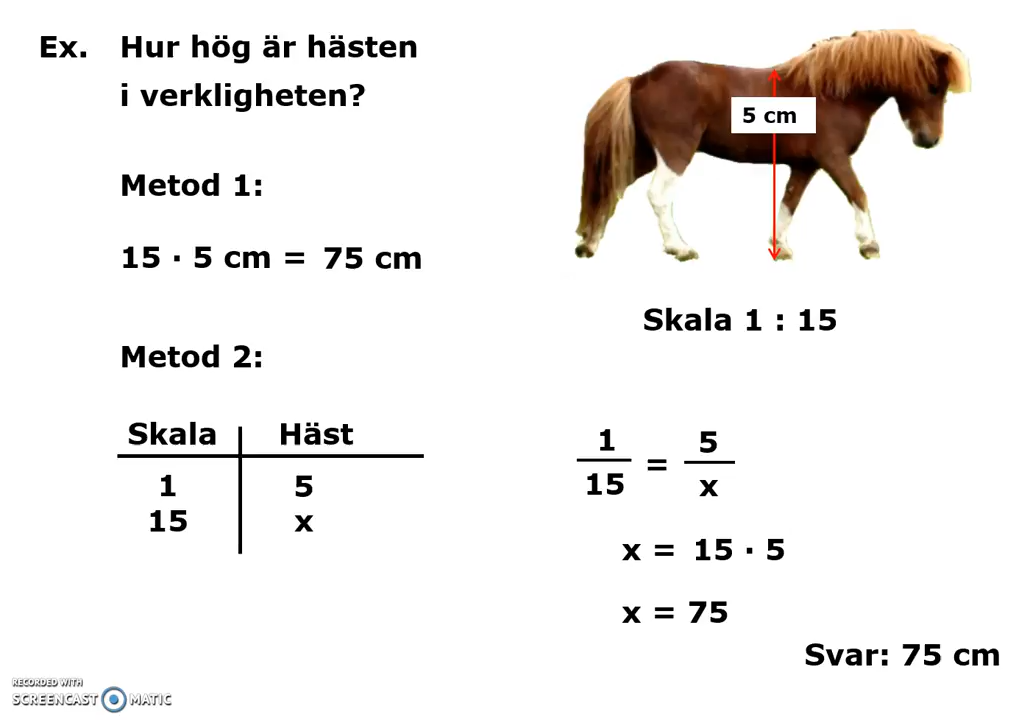 Ex. Hur hög är hästen
i verkligheten?
5 cm
Metod 1:
15 · 5 cm = 75 cm
Skala 1 : 15
Metod 2:
Skala Häst
1 5
15 x
1 5
=
15 x
x = 15 · 5
x = 75
Svar: 75 cm
RECORDED WITH
SCREENCAST MATIC